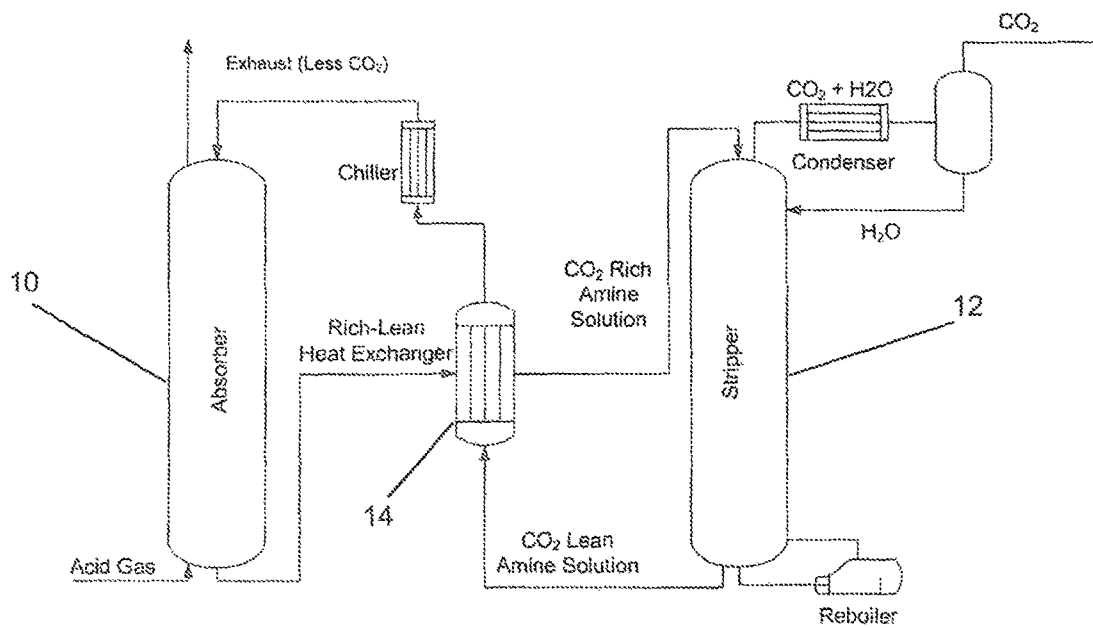 CO₂
Exhaust (Less CO₂)
CO₂ + H2O
Condenser
Chiller
H₂O
10
CO₂ Rich
Amine
Solution
12
Rich-Lean
Heat Exchanger
Absorber
Stripper
14
CO₂ Lean
Amine Solution
Acid Gas
Reboiler